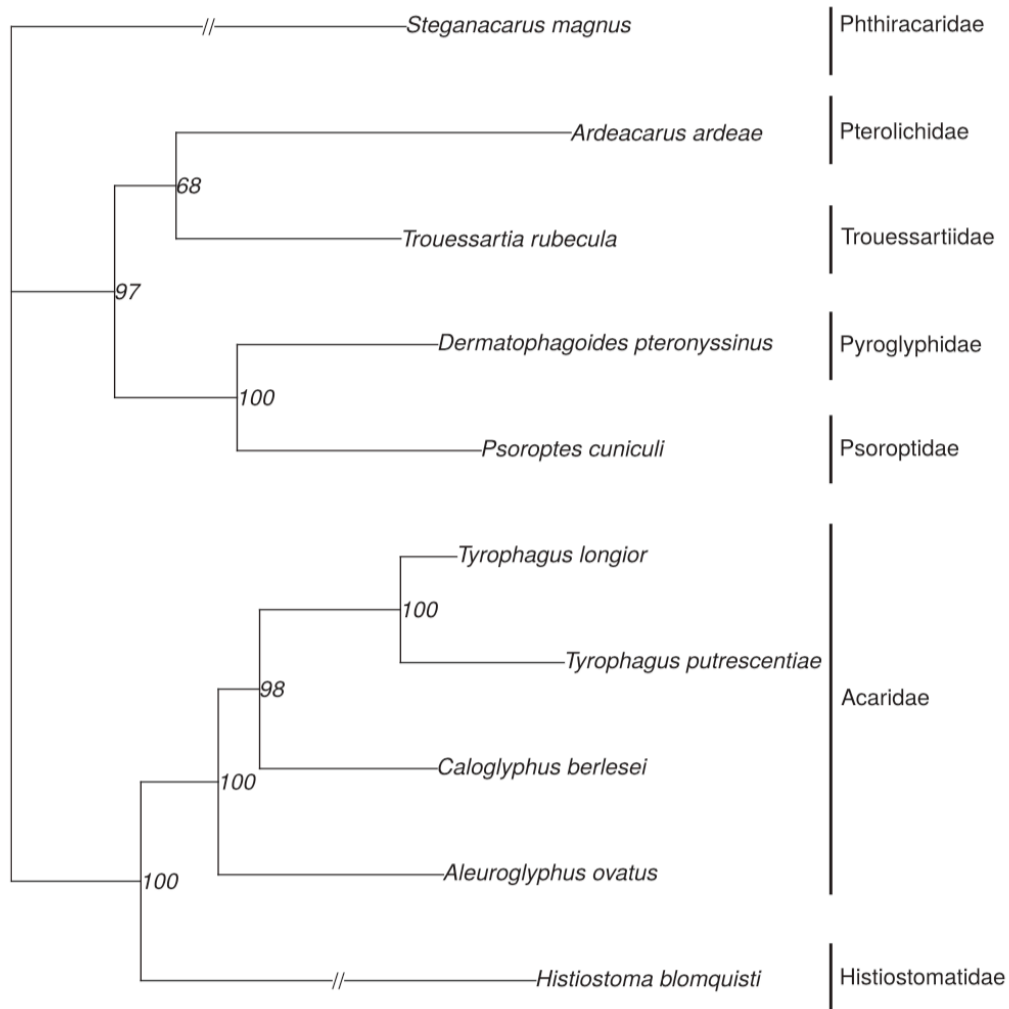 Steganacarus magnus Phthiracaridae
Ardeacarus ardeae Pterolichidae
68
Trouessartia rubecula Trouessartiidae
97
Dermatophagoides pteronyssinus Pyroglyphidae
100
Psoroptes cuniculi Psoroptidae
Tyrophagus longior
100
Tyrophagus putrescentiae
98
Acaridae
Caloglyphus berlesei
100
Aleuroglyphus ovatus
100
Histiostoma blomquisti Histiostomatidae